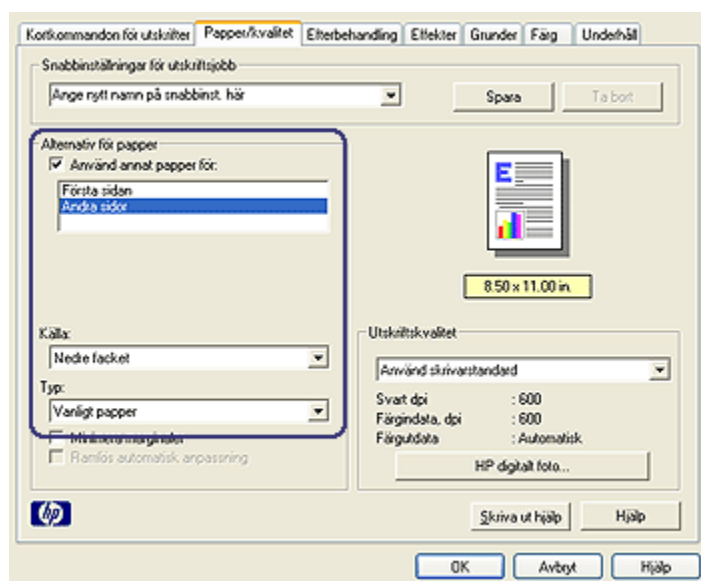 Kortkommandon för utskrifter Papper/kvalitet Efterbehandling Effekter Grunder Färg Underhåll
Snabbinställningar för utskriftsjobb
Ange nytt namn på snabbinst. här
Spara
Ta bort
Alternativ för papper
Använd annat papper för:
Första sidan
Andra sidor
E
8.50 x 11.00 in.
Källa:
Nedre facket
Typ:
Vanligt papper
Minimera marginaler
Ramlös automatisk anpassning
Utskriftskvalitet
Använd skrivarstandard
Svart dpi : 600
Färgindata, dpi : 600
Färgutdata : Automatisk
HP digitalt foto...
hp
Skriva ut hjälp
Hjälp
OK
Avbryt
Hjälp